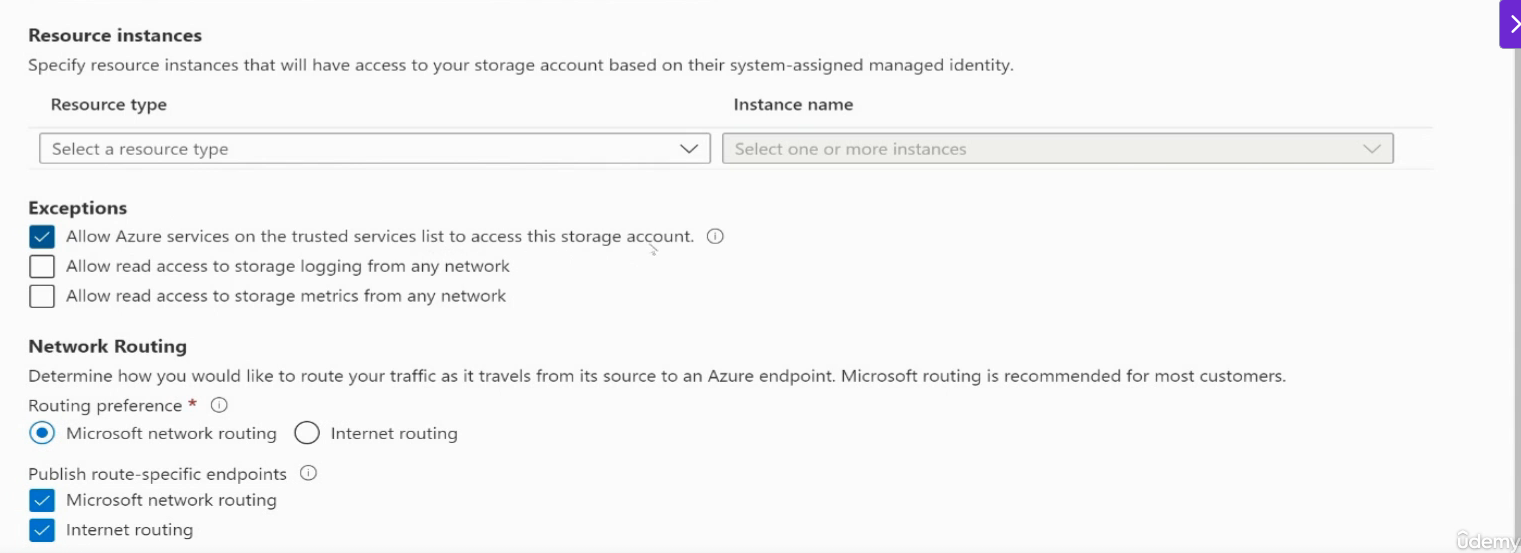 Resource instances
Specify resource instances that will have access to your storage account based on their system-assigned managed identity.
Resource type Instance name
Select a resource type Select one or more instances
Exceptions
Allow Azure services on the trusted services list to access this storage account.
Allow read access to storage logging from any network
Allow read access to storage metrics from any network
Network Routing
Determine how you would like to route your traffic as it travels from its source to an Azure endpoint. Microsoft routing is recommended for most customers.
Routing preference *
Microsoft network routing Internet routing
Publish route-specific endpoints
Microsoft network routing
Internet routing
ûdemy